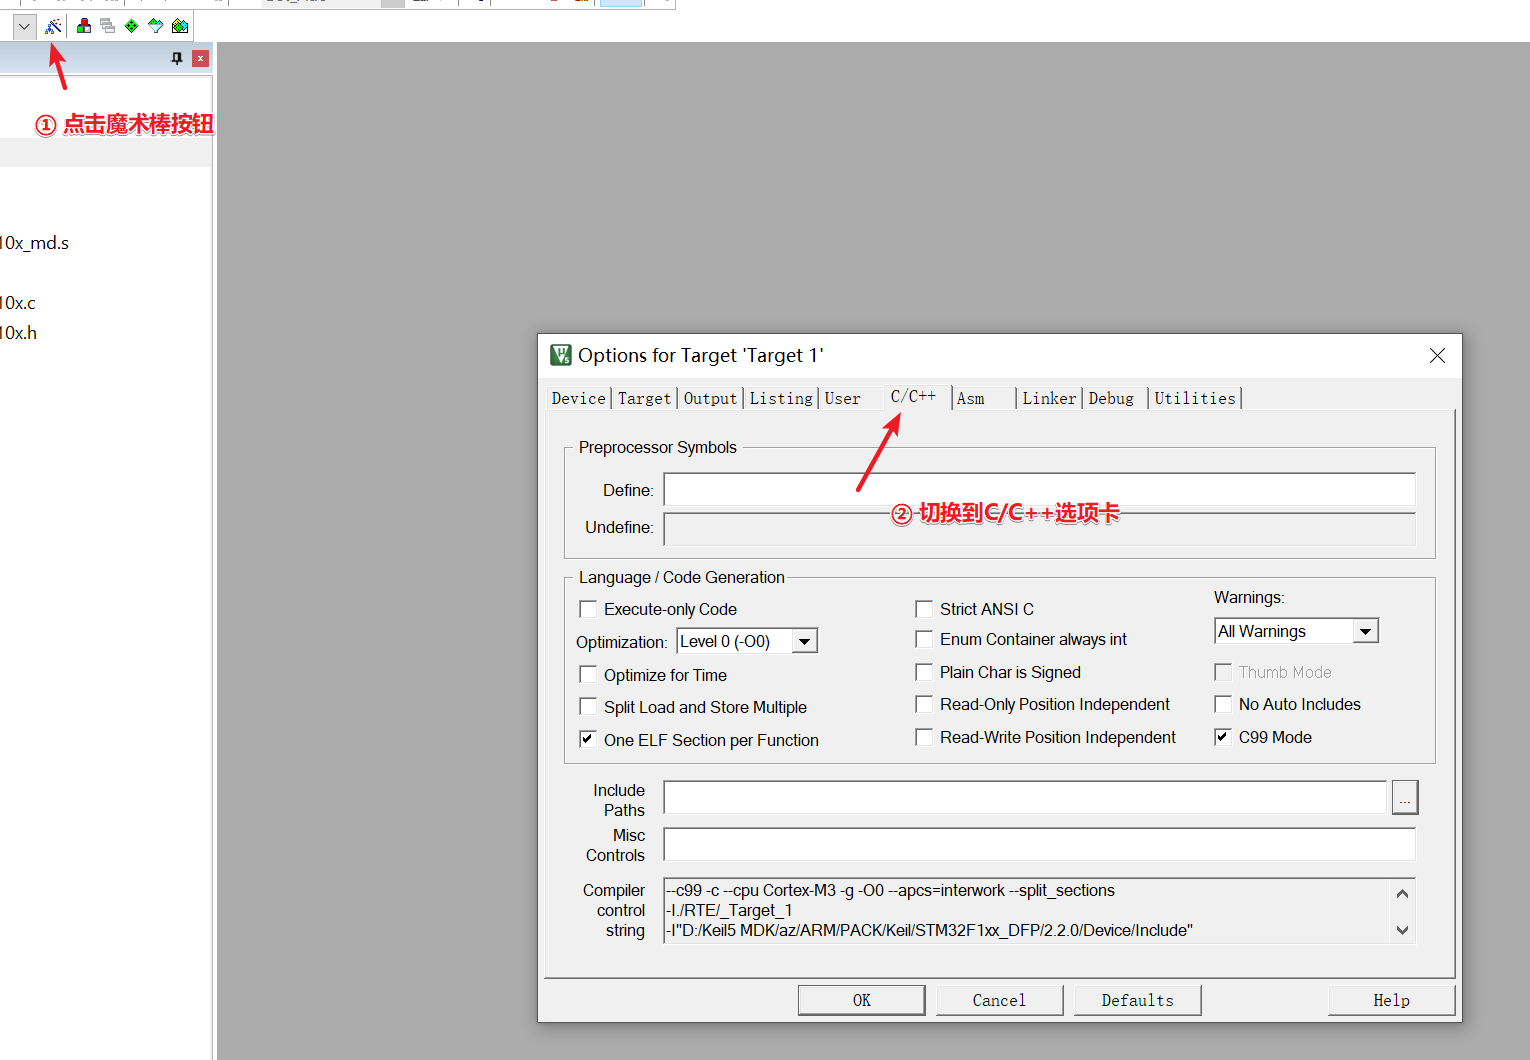 ① 点击魔术棒按钮
10x_md.s
10x.c
10x.h
Options for Target 'Target 1'
Device Target Output Listing User C/C++ Asm Linker Debug Utilities
Preprocessor Symbols
Define:
② 切换到C/C++选项卡
Undefine:
Language / Code Generation
Execute-only Code
Strict ANSI C
Warnings:
Optimization: Level 0 (-O0)
Enum Container always int
All Warnings
Optimize for Time
Plain Char is Signed
Thumb Mode
Split Load and Store Multiple
Read-Only Position Independent
No Auto Includes
One ELF Section per Function
Read-Write Position Independent
C99 Mode
Include
Paths
...
Misc
Controls
Compiler
control
string
--c99 -c --cpu Cortex-M3 -g -O0 --apcs=interwork --split_sections
-I./RTE/_Target_1
-I"D:/Keil5 MDK/az/ARM/PACK/Keil/STM32F1xx_DFP/2.2.0/Device/Include"
OK Cancel Defaults Help